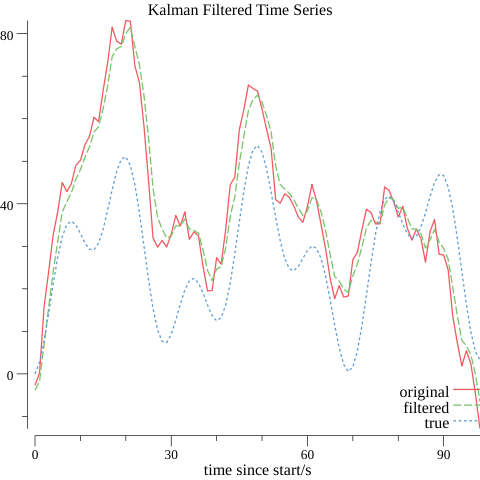 Kalman Filtered Time Series
80
40
0
original
filtered
true
0 30 60 90
time since start/s